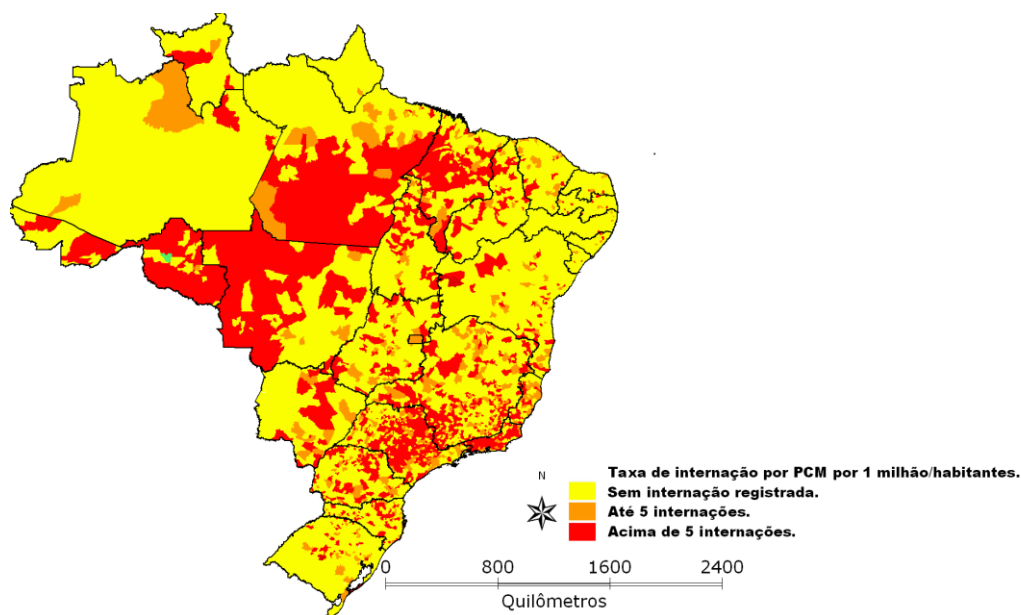 Taxa de internação por PCM por 1 milhão/habitantes.
N
Sem internação registrada.
Até 5 internações.
Acima de 5 internações.
0 800 1600 2400
Quilômetros